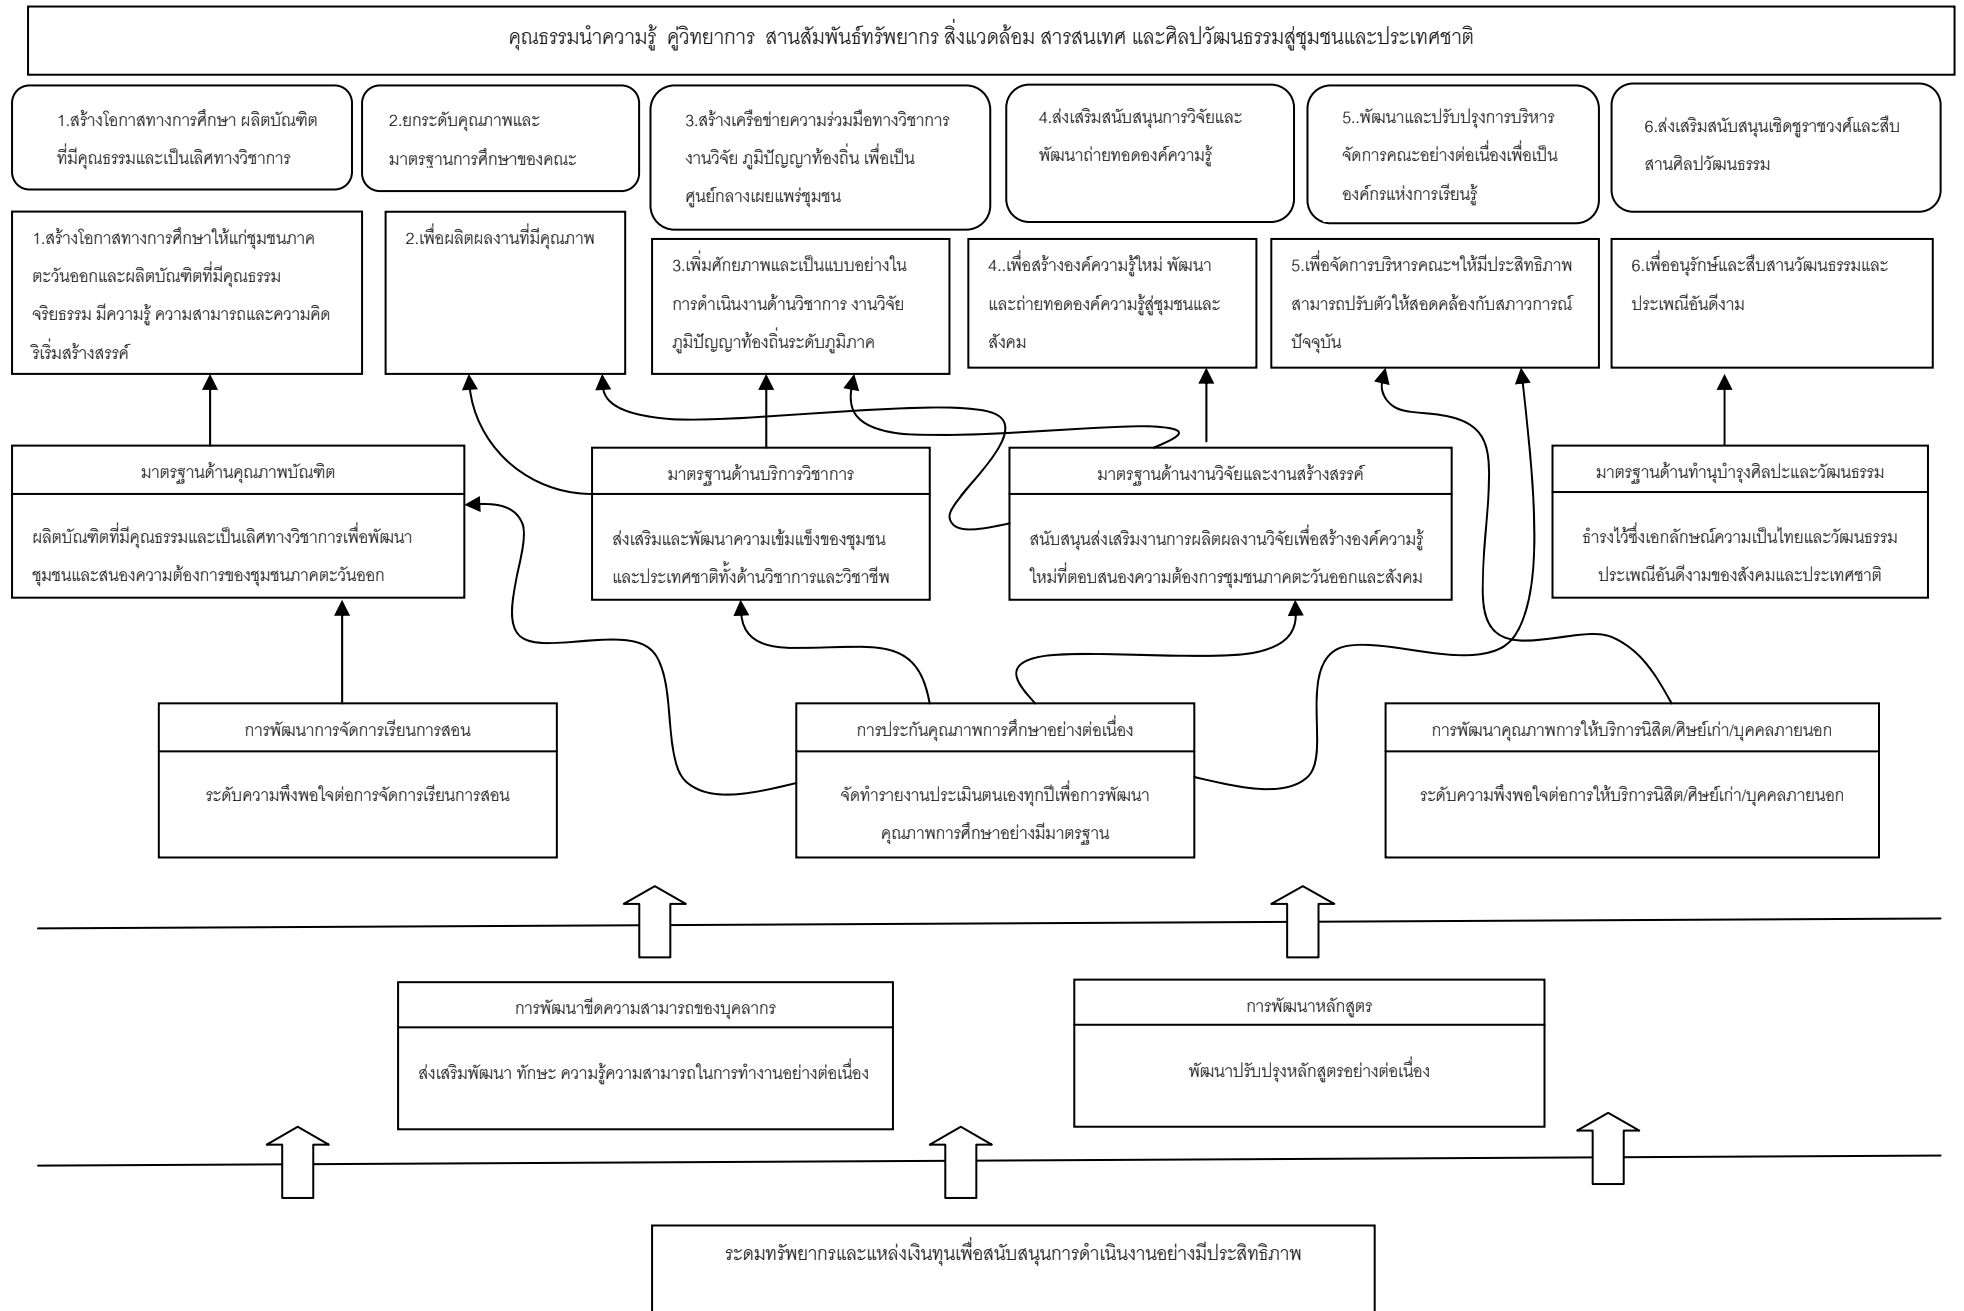 คุณธรรมนำความรู้ คู่วิทยาการ สานสัมพันธ์ทรัพยากร สิ่งแวดล้อม สารสนเทศ และศิลปวัฒนธรรมสู่ชุมชนและประเทศชาติ
1.สร้างโอกาสทางการศึกษา ผลิตบัณฑิต
ที่มีคุณธรรมและเป็นเลิศทางวิชาการ
2.ยกระดับคุณภาพและ
มาตรฐานการศึกษาของคณะ
3.สร้างเครือข่ายความร่วมมือทางวิชาการ
งานวิจัย ภูมิปัญญาท้องถิ่น เพื่อเป็น
ศูนย์กลางเผยแพร่ชุมชน
4.ส่งเสริมสนับสนุนการวิจัยและ
พัฒนาถ่ายทอดองค์ความรู้
5..พัฒนาและปรับปรุงการบริหาร
จัดการคณะอย่างต่อเนื่องเพื่อเป็น
องค์กรแห่งการเรียนรู้
6.ส่งเสริมสนับสนุนเชิดชูราชวงศ์และสืบ
สานศิลปวัฒนธรรม
1.สร้างโอกาสทางการศึกษาให้แก่ชุมชนภาค
ตะวันออกและผลิตบัณฑิตที่มีคุณธรรม
จริยธรรม มีความรู้ ความสามารถและความคิด
ริเริ่มสร้างสรรค์
2.เพื่อผลิตผลงานที่มีคุณภาพ
3.เพิ่มศักยภาพและเป็นแบบอย่างใน
การดำเนินงานด้านวิชาการ งานวิจัย
ภูมิปัญญาท้องถิ่นระดับภูมิภาค
4..เพื่อสร้างองค์ความรู้ใหม่ พัฒนา
และถ่ายทอดองค์ความรู้สู่ชุมชนและ
สังคม
5.เพื่อจัดการบริหารคณะฯให้มีประสิทธิภาพ
สามารถปรับตัวให้สอดคล้องกับสภาวการณ์
ปัจจุบัน
6.เพื่ออนุรักษ์และสืบสานวัฒนธรรมและ
ประเพณีอันดีงาม
มาตรฐานด้านคุณภาพบัณฑิต
ผลิตบัณฑิตที่มีคุณธรรมและเป็นเลิศทางวิชาการเพื่อพัฒนา
ชุมชนและสนองความต้องการของชุมชนภาคตะวันออก
มาตรฐานด้านบริการวิชาการ
ส่งเสริมและพัฒนาความเข้มแข็งของชุมชน
และประเทศชาติทั้งด้านวิชาการและวิชาชีพ
มาตรฐานด้านงานวิจัยและงานสร้างสรรค์
สนับสนุนส่งเสริมงานการผลิตผลงานวิจัยเพื่อสร้างองค์ความรู้
ใหม่ที่ตอบสนองความต้องการชุมชนภาคตะวันออกและสังคม
มาตรฐานด้านทำนุบำรุงศิลปะและวัฒนธรรม
ธำรงไว้ซึ่งเอกลักษณ์ความเป็นไทยและวัฒนธรรม
ประเพณีอันดีงามของสังคมและประเทศชาติ
การพัฒนาการจัดการเรียนการสอน
ระดับความพึงพอใจต่อการจัดการเรียนการสอน
การประกันคุณภาพการศึกษาอย่างต่อเนื่อง
จัดทำรายงานประเมินตนเองทุกปีเพื่อการพัฒนา
คุณภาพการศึกษาอย่างมีมาตรฐาน
การพัฒนาคุณภาพการให้บริการนิสิต/ศิษย์เก่า/บุคคลภายนอก
ระดับความพึงพอใจต่อการให้บริการนิสิต/ศิษย์เก่า/บุคคลภายนอก
การพัฒนาขีดความสามารถของบุคลากร
ส่งเสริมพัฒนา ทักษะ ความรู้ความสามารถในการทำงานอย่างต่อเนื่อง
การพัฒนาหลักสูตร
พัฒนาปรับปรุงหลักสูตรอย่างต่อเนื่อง
ระดมทรัพยากรและแหล่งเงินทุนเพื่อสนับสนุนการดำเนินงานอย่างมีประสิทธิภาพ